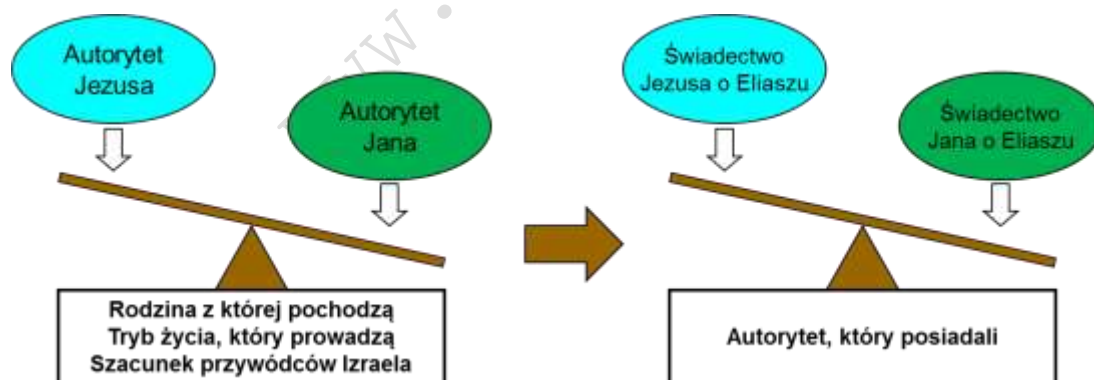 Autorytet
Jezusa
Autorytet
Jana
Rodzina z której pochodzą
Tryb życia, który prowadzą
Szacunek przywódców Izraela
Świadectwo
Jezusa o Eliaszu
Świadectwo
Jana o Eliaszu
Autorytet, który posiadali